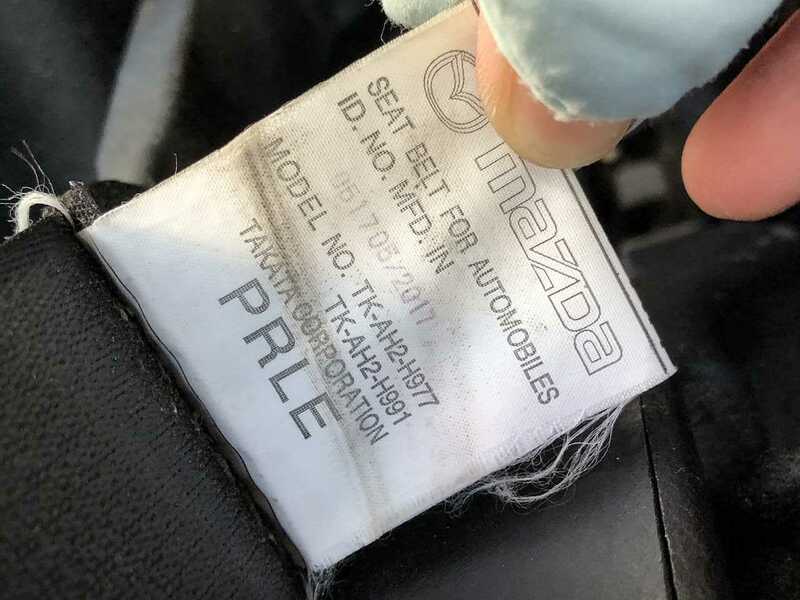 mazda
SEAT BELT FOR AUTOMOBILES
ID. NO. MFD. IN
05/2017
MODEL NO. TK-AH2-H977
TK-AH2-H991
TAKATA CORPORATION
PRLE